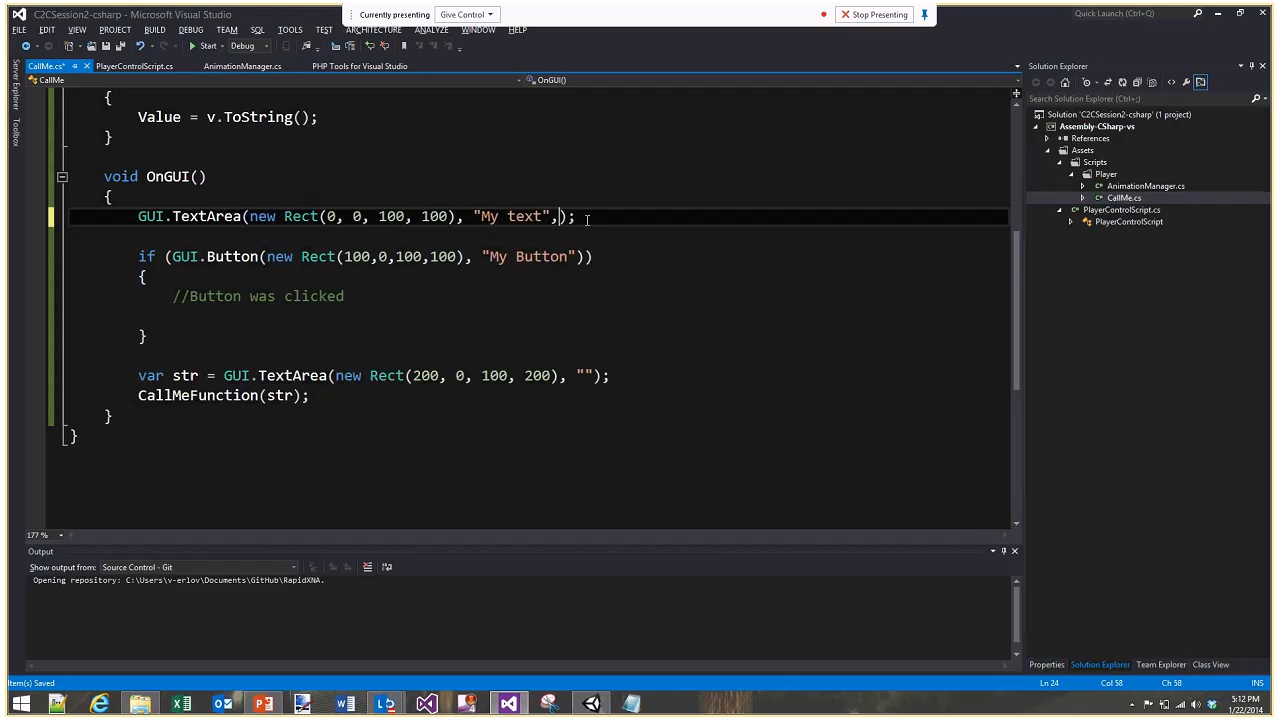 C2CSession2-csharp - Microsoft Visual Studio
Currently presenting Give Control Stop Presenting
Quick Launch (Ctrl+Q)
FILE EDIT VIEW PROJECT BUILD DEBUG TEAM SQL TOOLS TEST ARCHITECTURE ANALYZE WINDOW HELP
Start Debug
CallMe.cs* PlayerControlScript.cs AnimationManager.cs PHP Tools for Visual Studio
CallMe OnGUI()
Server Explorer
Toolbox
{
Value = v.ToString();
}
void OnGUI()
{
GUI.TextArea(new Rect(0, 0, 100, 100), "My text",);
if (GUI.Button(new Rect(100,0,100,100), "My Button"))
{
//Button was clicked
}
var str = GUI.TextArea(new Rect(200, 0, 100, 200), "");
CallMeFunction(str);
}
}
177 %
Output
Show output from: Source Control - Git
Opening repository: C:\Users\v-erlov\Documents\GitHub\RapidXNA.
Solution Explorer
Search Solution Explorer (Ctrl+;)
Solution 'C2CSession2-csharp' (1 project)
Assembly-CSharp-vs
References
Assets
Scripts
Player
AnimationManager.cs
CallMe.cs
PlayerControlScript.cs
PlayerControlScript
Properties Solution Explorer Team Explorer Class View
Item(s) Saved Ln 24 Col 58 Ch 58 INS
5:12 PM
1/22/2014